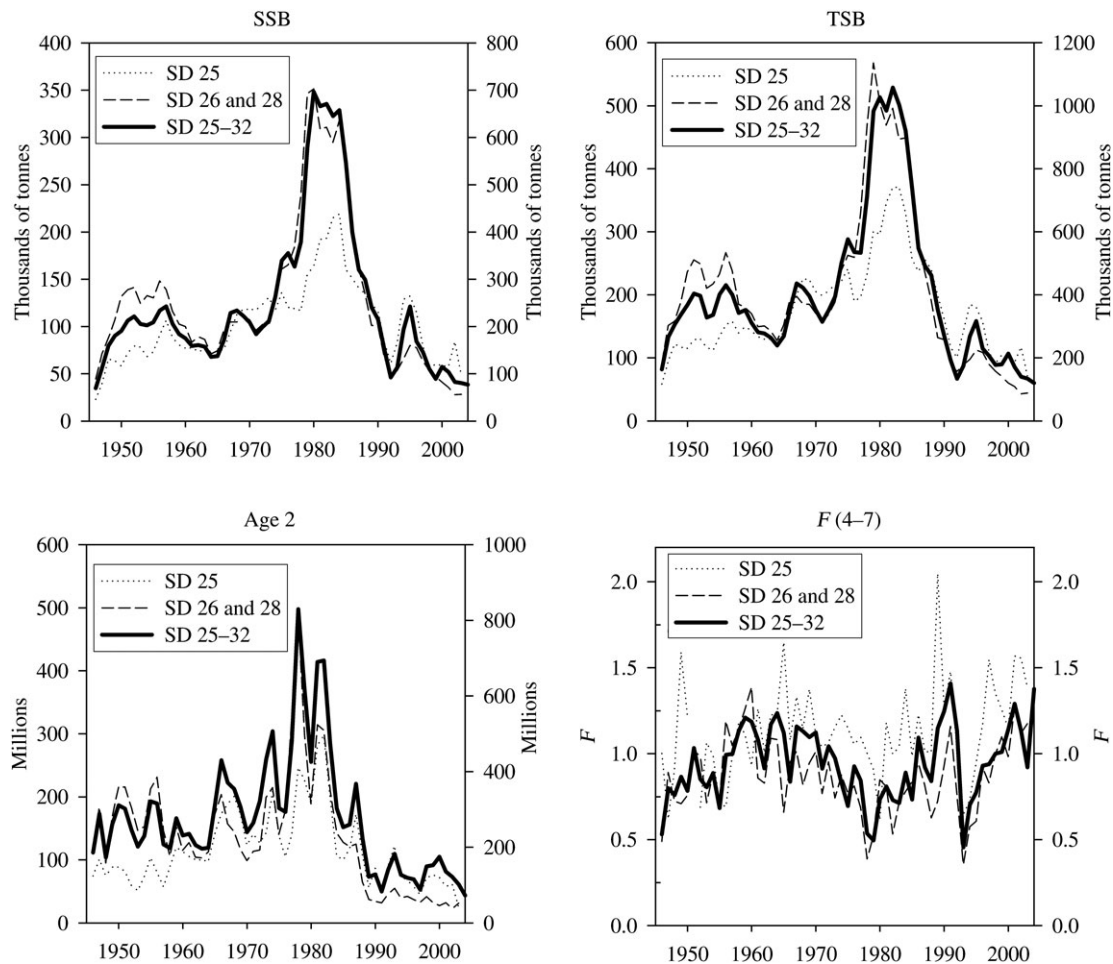 SSB
400
350
300
250
200
150
100
50
0
800
700
600
500
400
300
200
100
0
Thousands of tonnes
Thousands of tonnes
SD 25
SD 26 and 28
SD 25–32
1950 1960 1970 1980 1990 2000
TSB
600
500
400
300
200
100
0
1200
1000
800
600
400
200
0
Thousands of tonnes
Thousands of tonnes
SD 25
SD 26 and 28
SD 25–32
1950 1960 1970 1980 1990 2000
Age 2
600
500
400
300
200
100
0
1000
800
600
400
200
0
Millions
Millions
SD 25
SD 26 and 28
SD 25–32
1950 1960 1970 1980 1990 2000
F (4–7)
2.0
1.5
1.0
0.5
0.0
2.0
1.5
1.0
0.5
0.0
F
F
SD 25
SD 26 and 28
SD 25–32
1950 1960 1970 1980 1990 2000